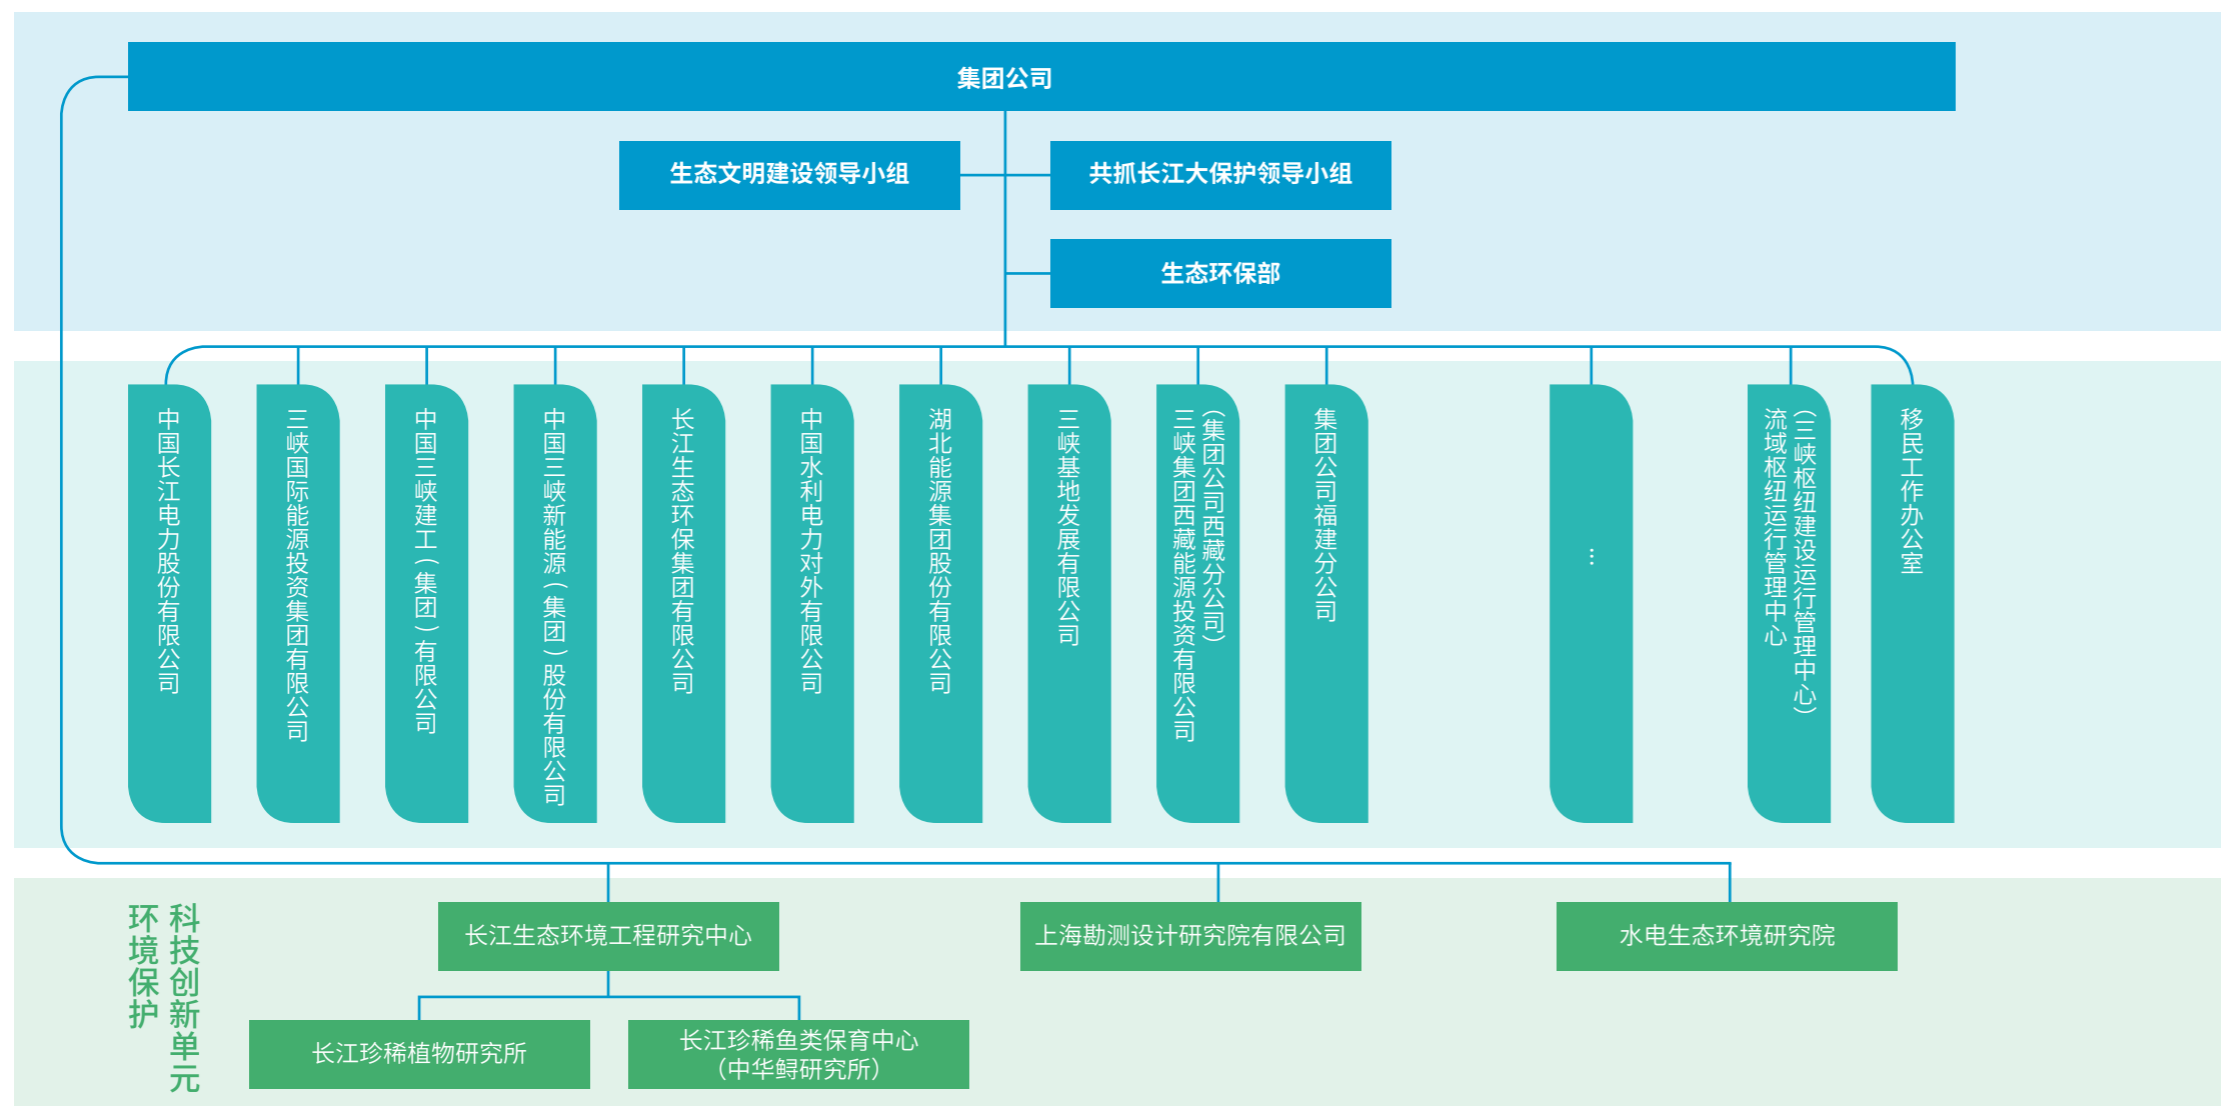 集团公司
生态文明建设领导小组
共抓长江大保护领导小组
生态环保部
中国长江电力股份有限公司
三峡国际能源投资集团有限公司
中国三峡建工（集团）有限公司
中国三峡新能源（集团）股份有限公司
长江生态环保集团有限公司
中国水利电力对外有限公司
湖北能源集团股份有限公司
三峡基地发展有限公司
三峡集团西藏能源投资有限公司
（集团公司西藏分公司）
集团公司福建分公司
…
流域枢纽运行管理中心
（三峡枢纽建设运行管理中心）
移民工作办公室
环境保护
科技创新单元
长江生态环境工程研究中心
上海勘测设计研究院有限公司
水电生态环境研究院
长江珍稀植物研究所
长江珍稀鱼类保育中心
（中华鲟研究所）